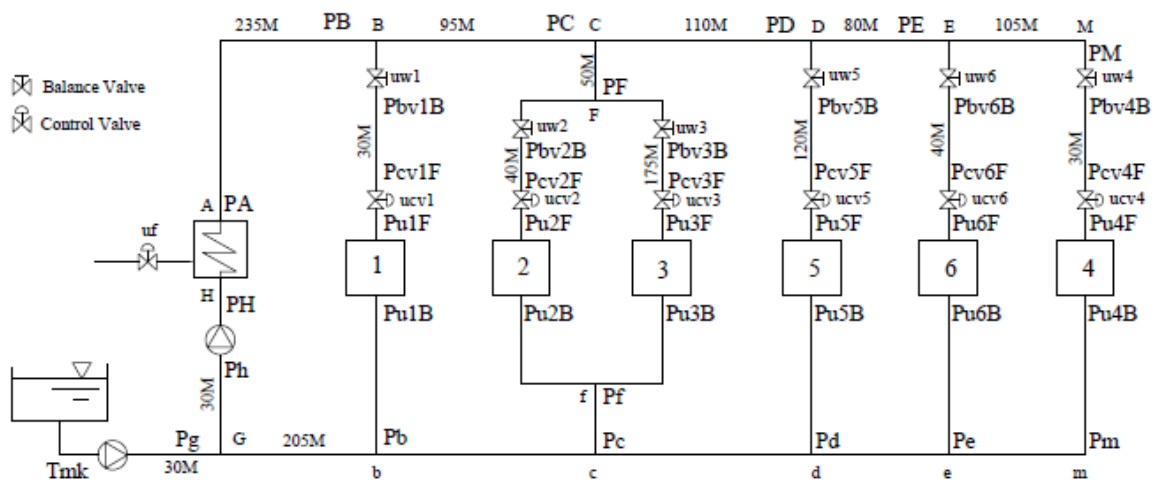 235M PB B 95M PC C 110M PD D 80M PE E 105M M
PM
Balance Valve
Control Valve
uw1
50M
PF
F
uw5
uw6
uw4
Pbv1B
uw2
uw3
Pbv5B
Pbv6B
Pbv4B
30M
Pbv2B
Pbv3B
120M
40M
30M
40M
175M
Pcv1F
Pcv2F
Pcv3F
Pcv5F
Pcv6F
Pcv4F
ucv1
ucv2
ucv3
ucv5
ucv6
ucv4
A PA
uf
Pu1F
Pu2F
Pu3F
Pu5F
Pu6F
Pu4F
1
2
3
5
6
4
H
PH
Pu1B
Pu2B
Pu3B
Pu5B
Pu6B
Pu4B
Ph
30M
f Pf
Pg G 205M Pb Pc Pd Pe Pm
Tmk 30M
b c d e m